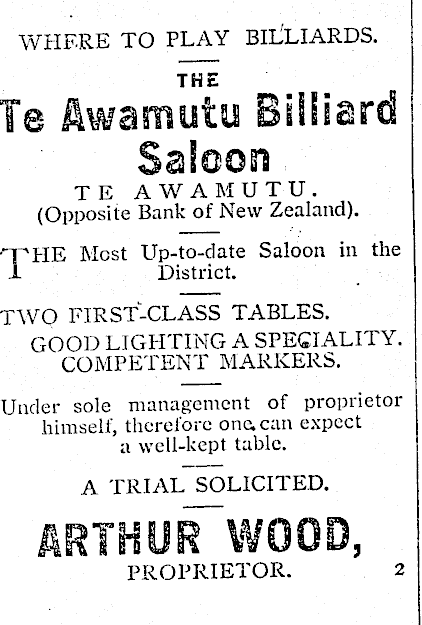 WHERE TO PLAY BILLIARDS.
THE
Te Awamutu Billiard
Saloon
TE AWAMUTU.
(Opposite Bank of New Zealand).
THE Most Up-to-date Saloon in the
District.
TWO FIRST-CLASS TABLES.
GOOD LIGHTING A SPECIALITY.
COMPETENT MARKERS.
Under sole management of proprietor
himself, therefore one can expect
a well-kept table.
A TRIAL SOLICITED.
ARTHUR WOOD,
PROPRIETOR. 2